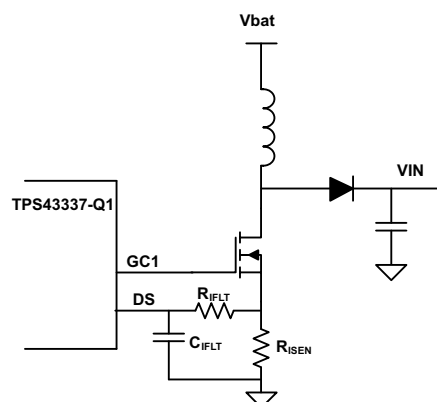 Vbat
VIN
TPS43337-Q1
GC1
DS
RIFLT
CIFLT
RISEN